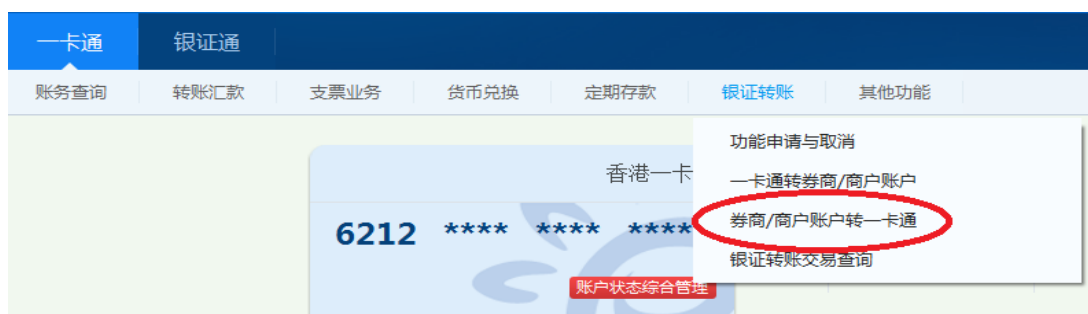 一卡通 银证通
账务查询 转账汇款 支票业务 货币兑换 定期存款 银证转账 其他功能
功能申请与取消
香港一卡
一卡通转券商/商户账户
6212 **** **** ****
券商/商户账户转一卡通
银证转账交易查询
账户状态综合管理